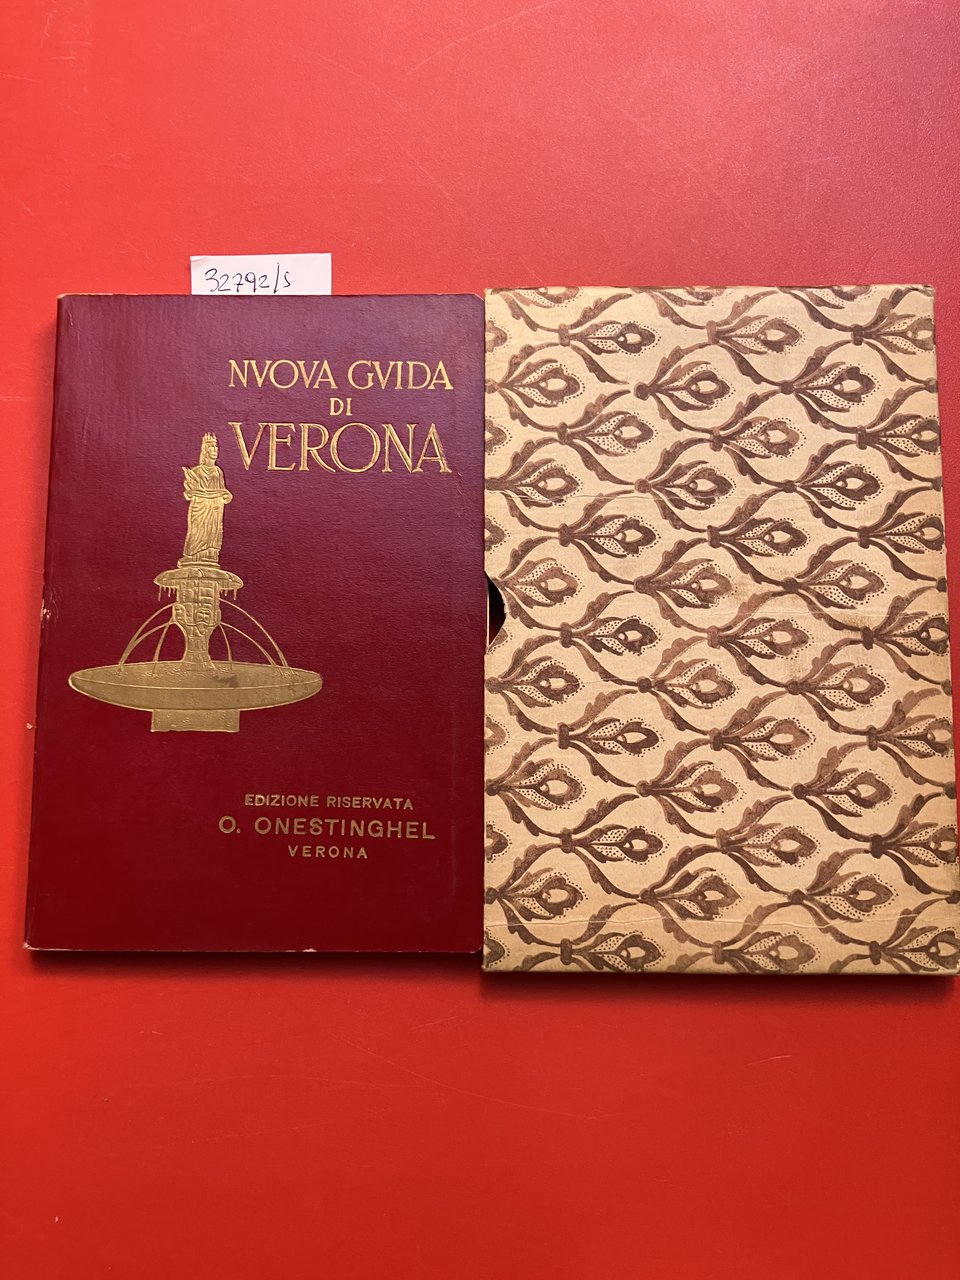 32792/s
NVOVA GVIDA
DI
VERONA
EDIZIONE RISERVATA
O. ONESTINGHEL
VERONA